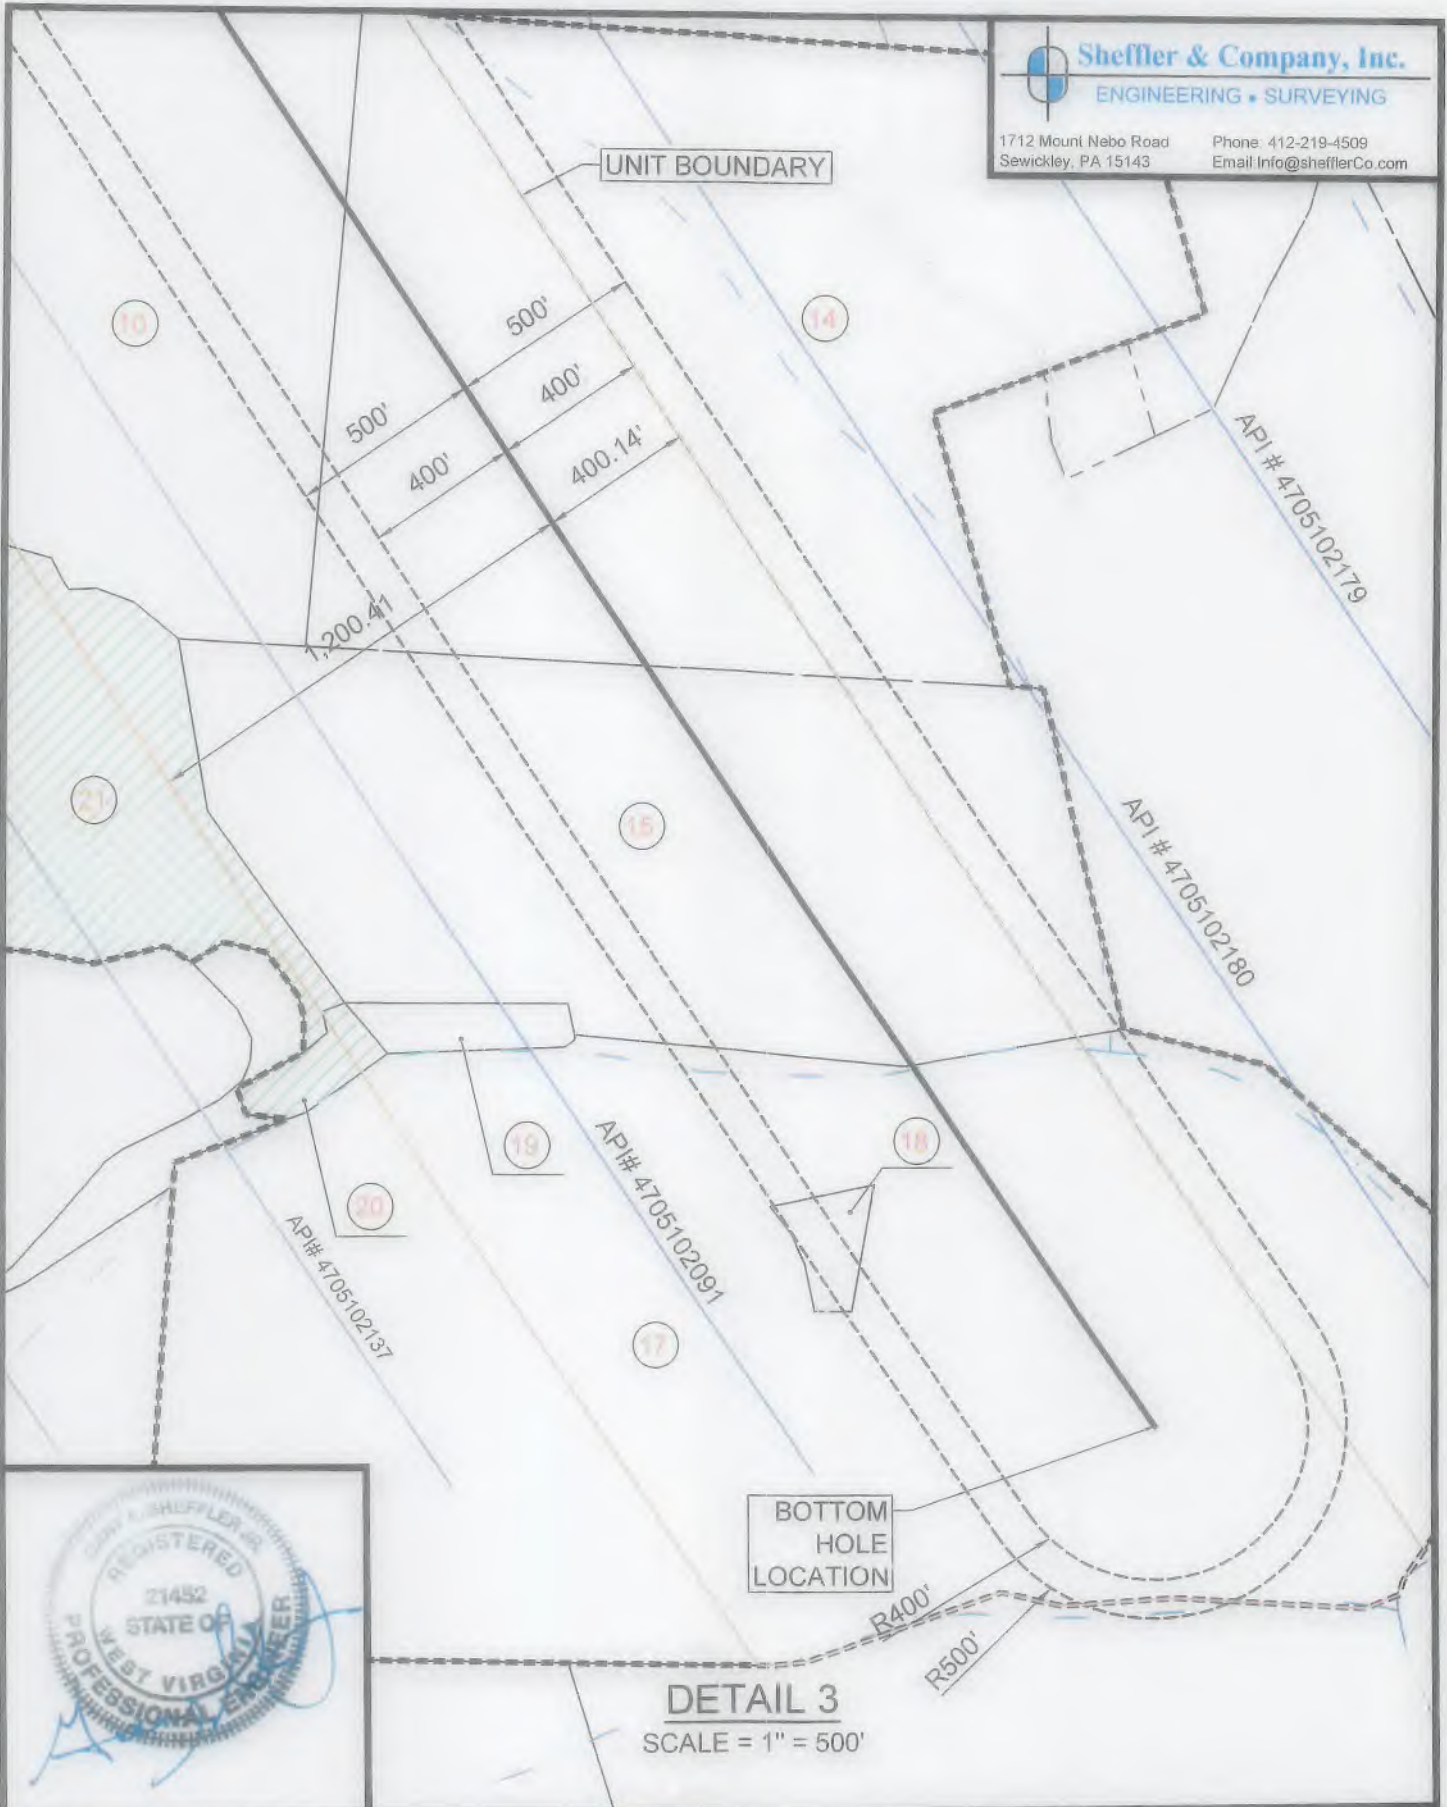 Sheffler & Company, Inc.
ENGINEERING • SURVEYING
1712 Mount Nebo Road
Sewickley, PA 15143
Phone: 412-219-4509
Email:Info@shefflerCo.com
UNIT BOUNDARY
10
14
500'
400'
500'
400'
400.14'
1,200.41
API # 4705102179
21
15
API # 4705102180
19
18
20
API# 4705102091
API# 4705102137
17
BOTTOM
HOLE
LOCATION
R400'
R500'
DETAIL 3
SCALE = 1" = 500'
SHEFFLER JR.
REGISTERED
21452
STATE OF
WEST VIRGINIA
PROFESSIONAL ENGINEER